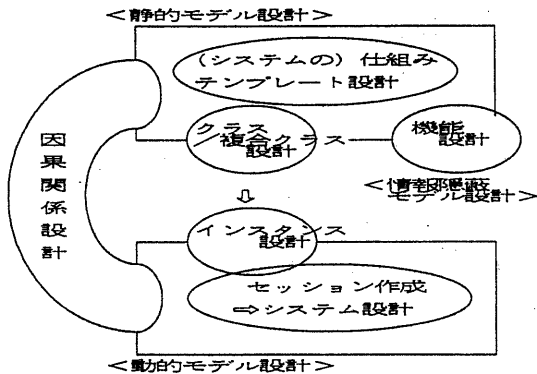 ＜静的モデル設計＞
（システムの）仕組み
テンプレート設計
クラス
／複合クラス
設計
機能
設計
因果関係設計
＜情報隠蔽
モデル設計＞
⇩
インスタンス
設計
セッション作成
⇨システム設計
＜動的モデル設計＞